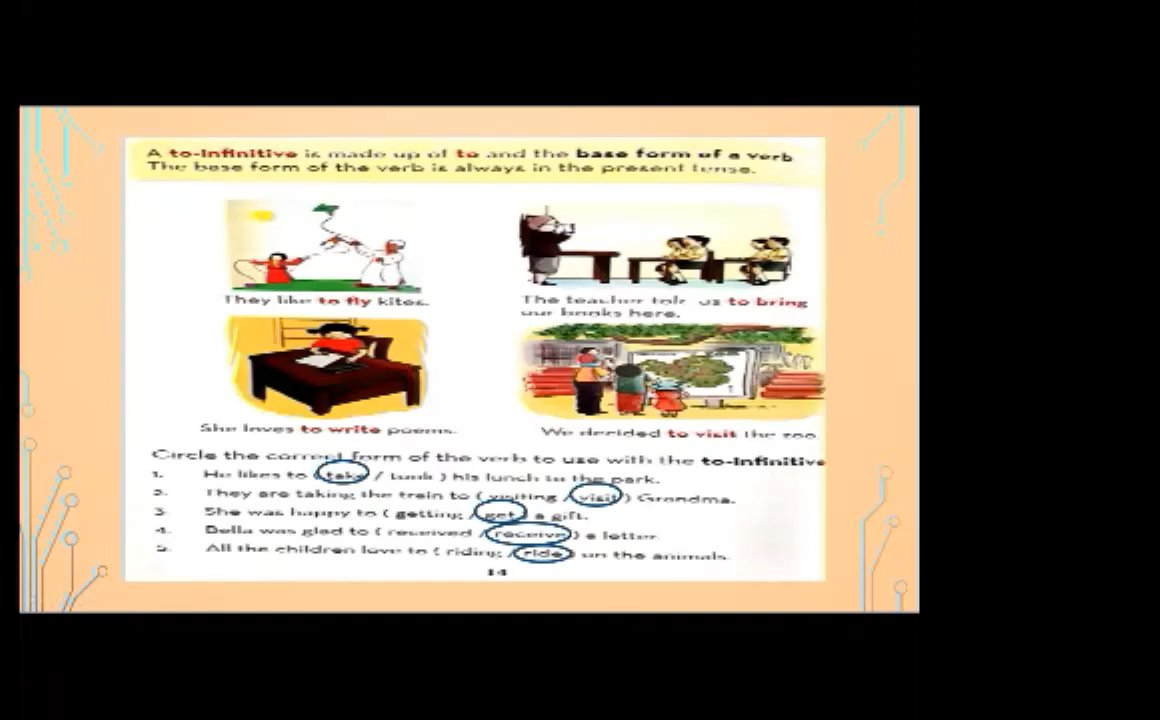 A to-infinitive is made up of to and the base form of a verb
The base form of the verb is always in the present tense.
They like to fly kites.
The teacher told us to bring
our books here.
She loves to write poems.
We decided to visit the zoo.
Circle the correct form of the verb to use with the to-infinitive
1. He likes to ( take / took ) his lunch to the park.
2. They are taking the train to ( visiting / visit ) Grandma.
3. She was happy to ( getting / get ) a gift.
4. Bella was glad to ( received / receive ) a letter.
5. All the children love to ( riding / ride ) on the animals.
14